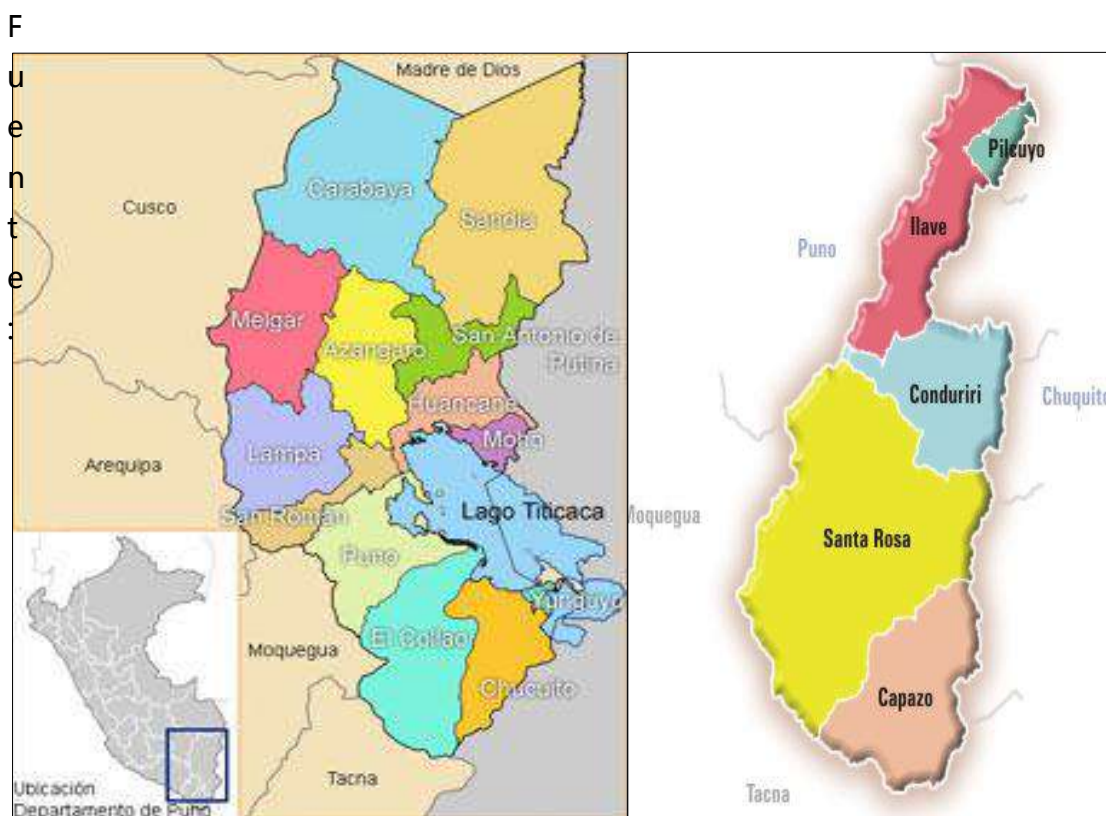 Fuente:
Madre de Dios
Carabaya
Cusco
Sandia
Melgar
Azangaro
San Antonio de
Putina
Huancane
Moho
Lampa
Arequipa
Lago Titicaca
San Román
Puno
Yunguyo
El Collao
Moquegua
Chucuito
Tacna
Ubicación
Departamento de Puno
Pilcuyo
Ilave
Puno
Conduriri
Chuquito
Moquegua
Santa Rosa
Capazo
Tacna